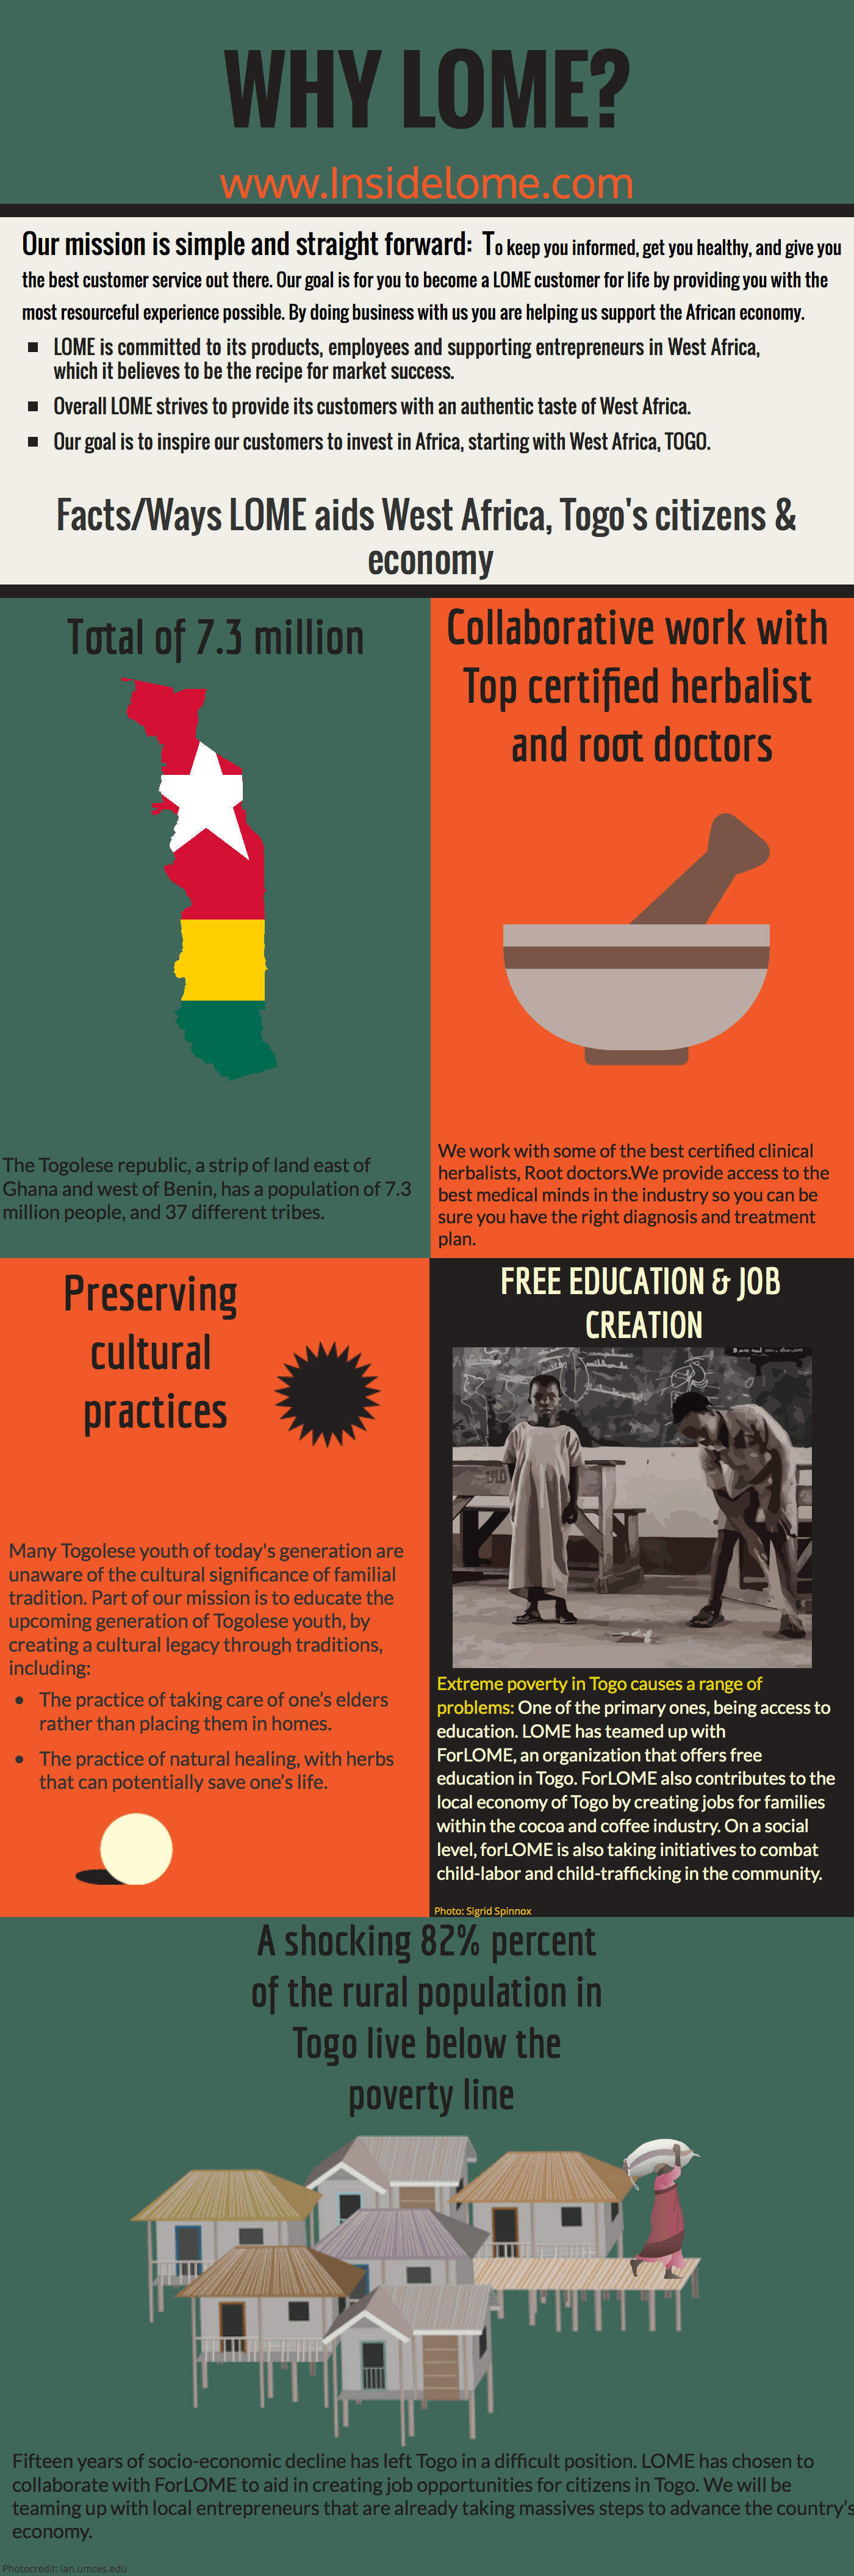 WHY LOME?
www.Insidelome.com
Our mission is simple and straight forward: To keep you informed, get you healthy, and give you
the best customer service out there. Our goal is for you to become a LOME customer for life by providing you with the
most resourceful experience possible. By doing business with us you are helping us support the African economy.
▪ LOME is committed to its products, employees and supporting entrepreneurs in West Africa,
which it believes to be the recipe for market success.
▪ Overall LOME strives to provide its customers with an authentic taste of West Africa.
▪ Our goal is to inspire our customers to invest in Africa, starting with West Africa, TOGO.
Facts/Ways LOME aids West Africa, Togo's citizens &
economy
Total of 7.3 million
The Togolese republic, a strip of land east of
Ghana and west of Benin, has a population of 7.3
million people, and 37 different tribes.
Collaborative work with
Top certified herbalist
and root doctors
We work with some of the best certified clinical
herbalists, Root doctors.We provide access to the
best medical minds in the industry so you can be
sure you have the right diagnosis and treatment
plan.
Preserving
cultural
practices
Many Togolese youth of today's generation are
unaware of the cultural significance of familial
tradition. Part of our mission is to educate the
upcoming generation of Togolese youth, by
creating a cultural legacy through traditions,
including:
• The practice of taking care of one’s elders
rather than placing them in homes.
• The practice of natural healing, with herbs
that can potentially save one’s life.
FREE EDUCATION & JOB
CREATION
Extreme poverty in Togo causes a range of
problems: One of the primary ones, being access to
education. LOME has teamed up with
ForLOME, an organization that offers free
education in Togo. ForLOME also contributes to the
local economy of Togo by creating jobs for families
within the cocoa and coffee industry. On a social
level, forLOME is also taking initiatives to combat
child-labor and child-trafficking in the community.
Photo: Sigrid Spinnox
A shocking 82% percent
of the rural population in
Togo live below the
poverty line
Fifteen years of socio-economic decline has left Togo in a difficult position. LOME has chosen to
collaborate with ForLOME to aid in creating job opportunities for citizens in Togo. We will be
teaming up with local entrepreneurs that are already taking massives steps to advance the country's
economy.
Photocredit: ian.umces.edu